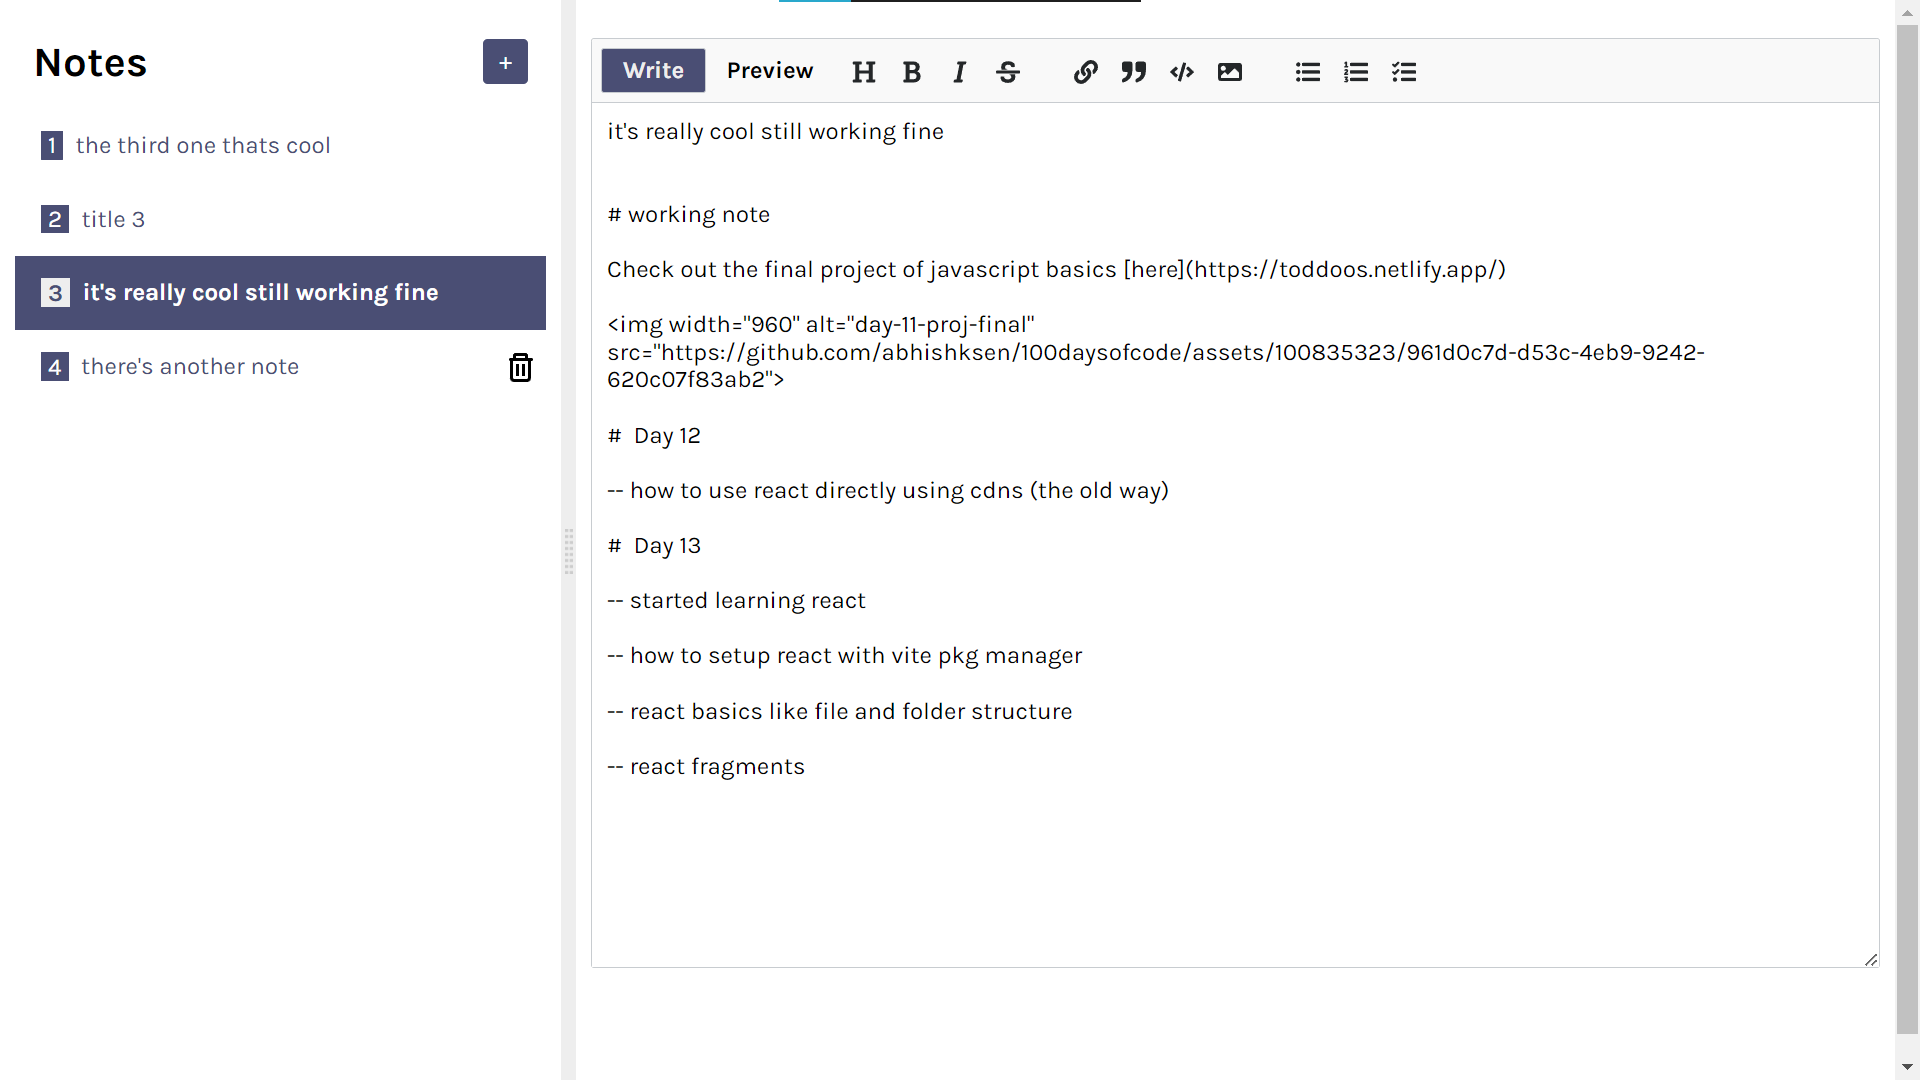 Notes
+
1 the third one thats cool
2 title 3
3 it's really cool still working fine
4 there's another note
Write Preview H B I S
it's really cool still working fine
# working note
Check out the final project of javascript basics [here](https://toddoos.netlify.app/)
<img width="960" alt="day-11-proj-final"
src="https://github.com/abhishksen/100daysofcode/assets/100835323/961d0c7d-d53c-4eb9-9242-
620c07f83ab2">
#  Day 12
-- how to use react directly using cdns (the old way)
#  Day 13
-- started learning react
-- how to setup react with vite pkg manager
-- react basics like file and folder structure
-- react fragments